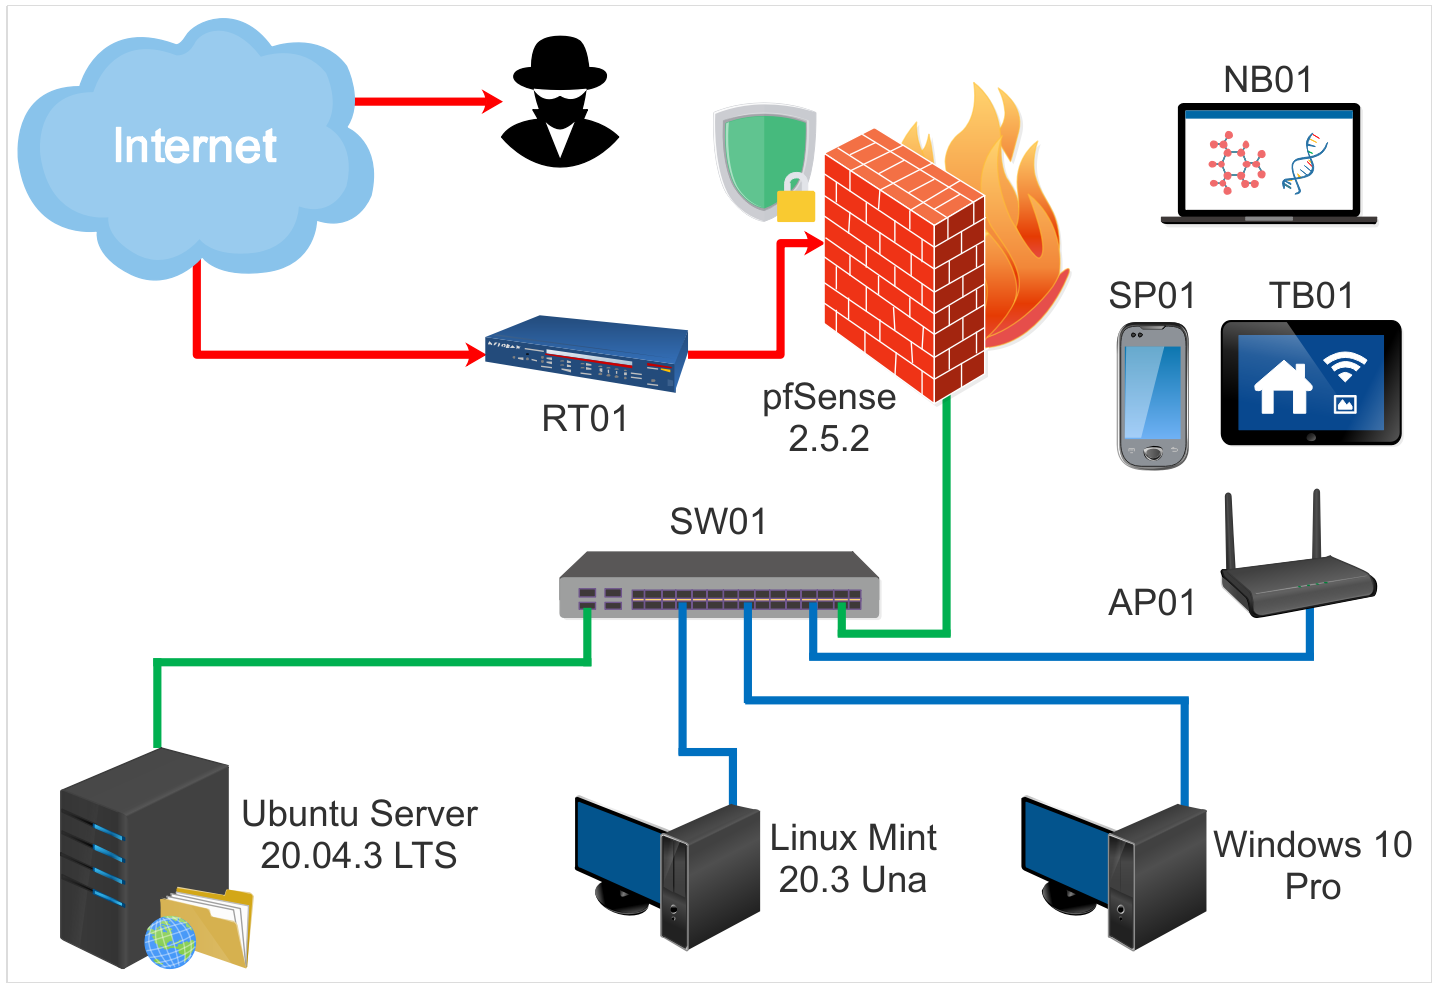 Internet
NB01
SP01
TB01
RT01
pfSense
2.5.2
SW01
AP01
Ubuntu Server
20.04.3 LTS
Linux Mint
20.3 Una
Windows 10
Pro